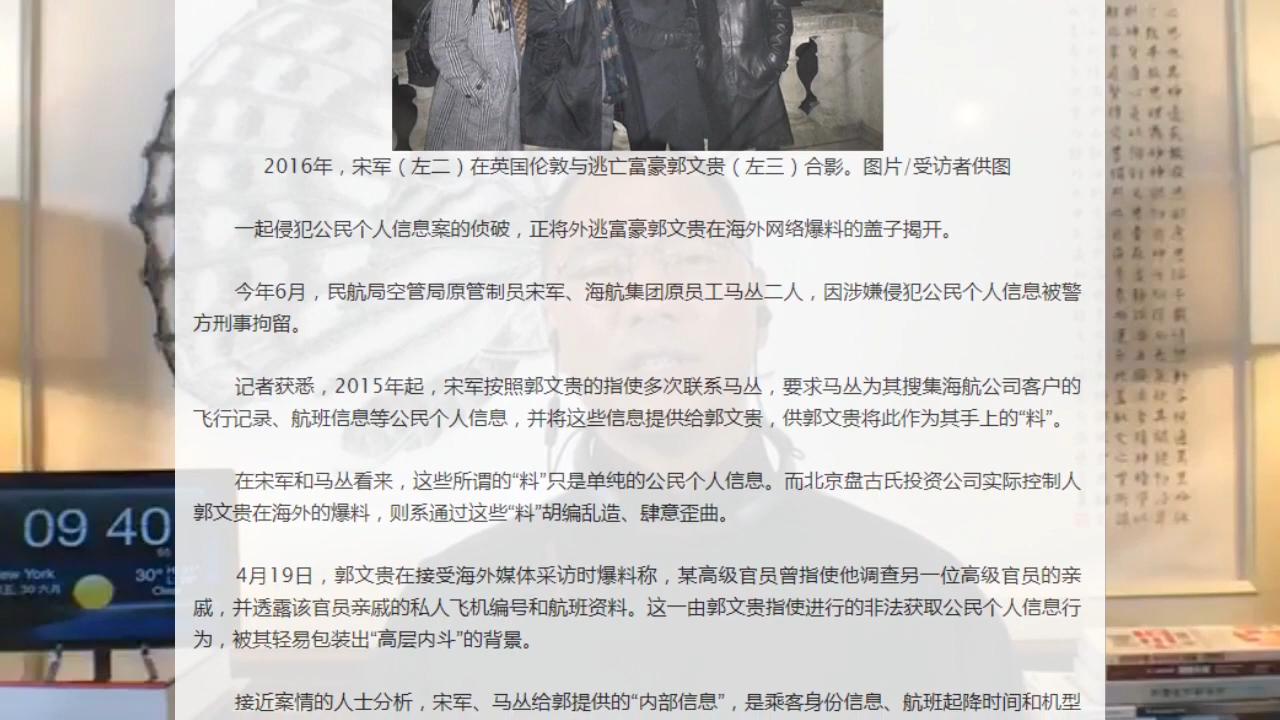 2016年，宋军（左二）在英国伦敦与逃亡富豪郭文贵（左三）合影。图片/受访者供图
一起侵犯公民个人信息案的侦破，正将外逃富豪郭文贵在海外网络爆料的盖子揭开。
今年6月，民航局空管局原管制员宋军、海航集团原员工马丛二人，因涉嫌侵犯公民个人信息被警
方刑事拘留。
记者获悉，2015年起，宋军按照郭文贵的指使多次联系马丛，要求马丛为其搜集海航公司客户的
飞行记录、航班信息等公民个人信息，并将这些信息提供给郭文贵，供郭文贵将此作为其手上的“料”。
在宋军和马丛看来，这些所谓的“料”只是单纯的公民个人信息。而北京盘古氏投资公司实际控制人
郭文贵在海外的爆料，则系通过这些“料”胡编乱造、肆意歪曲。
4月19日，郭文贵在接受海外媒体采访时爆料称，某高级官员曾指使他调查另一位高级官员的亲
戚，并透露该官员亲戚的私人飞机编号和航班资料。这一由郭文贵指使进行的非法获取公民个人信息行
为，被其轻易包装出“高层内斗”的背景。
接近案情的人士分析，宋军、马丛给郭提供的“内部信息”，是乘客身份信息、航班起降时间和机型
09 40
ew York
30 六月
30°